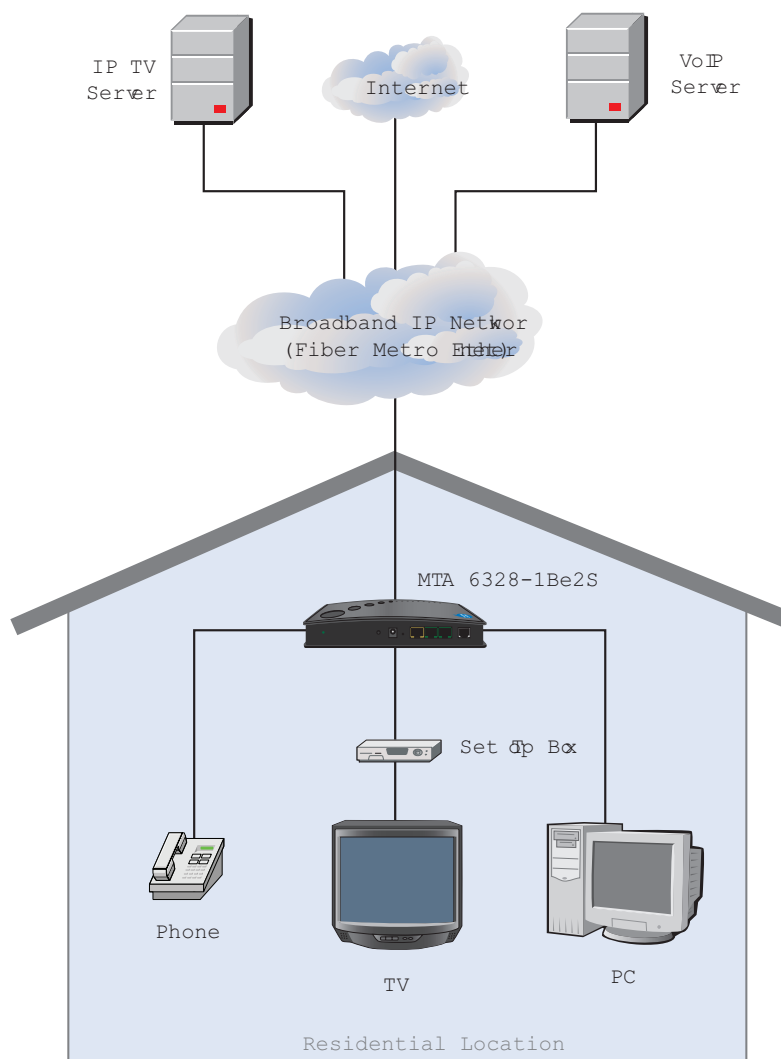 IP TV
Server
Internet
VoIP
Server
Broadband IP Network
(Fiber Metro Ethernet)
MTA 6328-1Be2S
Set Top Box
Phone
TV
PC
Residential Location